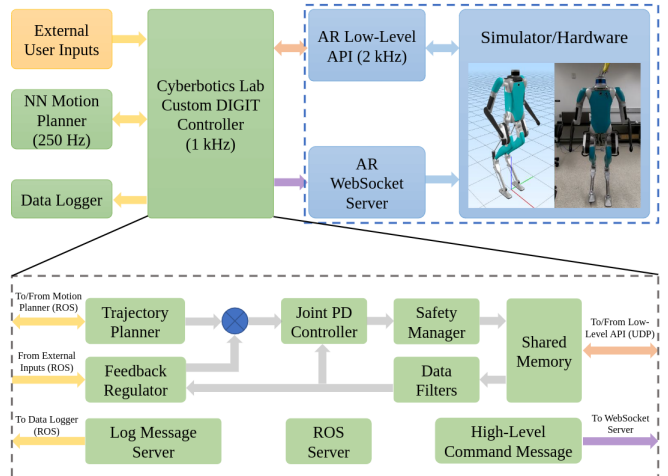 External
User Inputs
NN Motion
Planner
(250 Hz)
Data Logger
Cyberbotics Lab
Custom DIGIT
Controller
(1 kHz)
AR Low-Level
API (2 kHz)
AR
WebSocket
Server
Simulator/Hardware
To/From Motion
Planner (ROS)
Trajectory
Planner
Joint PD
Controller
Safety
Manager
Shared
Memory
To/From Low-
Level API (UDP)
From External
Inputs (ROS)
Feedback
Regulator
Data
Filters
To Data Logger
(ROS)
Log Message
Server
ROS
Server
High-Level
Command Message
To WebSocket
Server